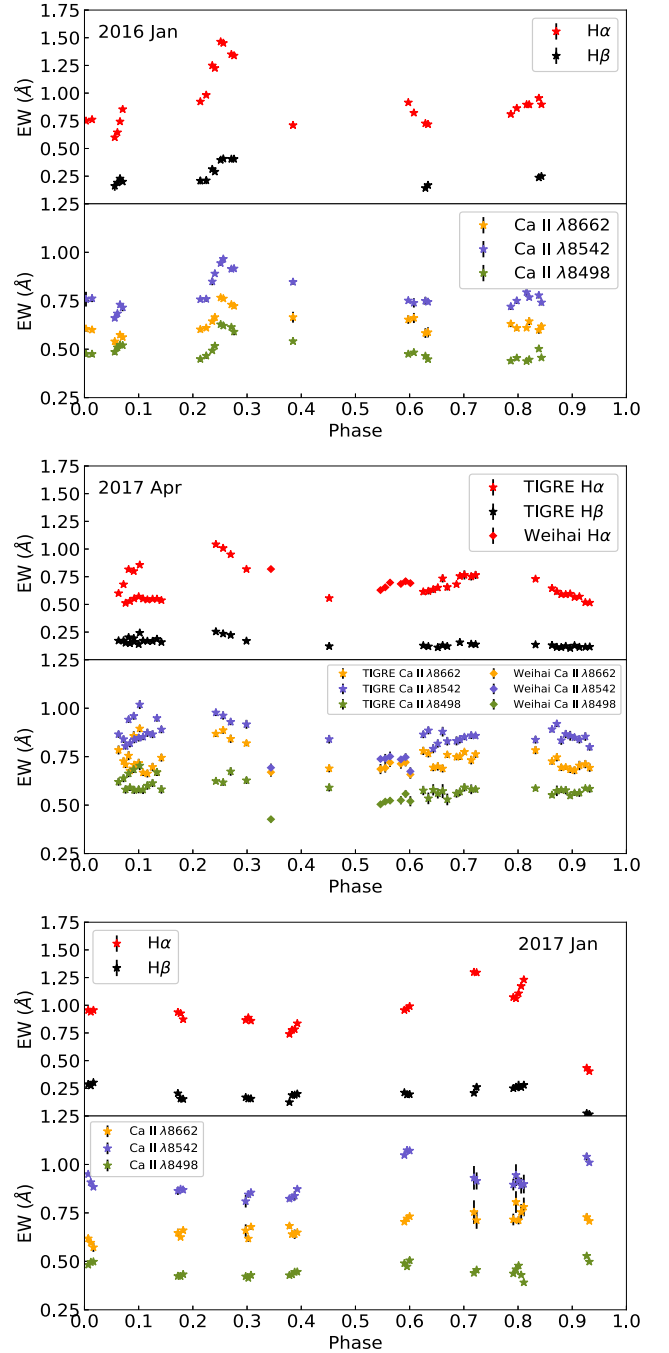 2016 Jan
Hα
Hβ
EW (Å)
1.75
1.50
1.25
1.00
0.75
0.50
0.25
1.25
1.00
0.75
0.50
0.25
EW (Å)
Ca II λ8662
Ca II λ8542
Ca II λ8498
0.0 0.1 0.2 0.3 0.4 0.5 0.6 0.7 0.8 0.9 1.0
Phase
2017 Apr
TIGRE Hα
TIGRE Hβ
Weihai Hα
EW (Å)
1.75
1.50
1.25
1.00
0.75
0.50
0.25
1.25
1.00
0.75
0.50
0.25
EW (Å)
TIGRE Ca II λ8662 Weihai Ca II λ8662
TIGRE Ca II λ8542 Weihai Ca II λ8542
TIGRE Ca II λ8498 Weihai Ca II λ8498
0.0 0.1 0.2 0.3 0.4 0.5 0.6 0.7 0.8 0.9 1.0
Phase
Hα
Hβ
2017 Jan
EW (Å)
1.75
1.50
1.25
1.00
0.75
0.50
0.25
1.25
1.00
0.75
0.50
0.25
EW (Å)
Ca II λ8662
Ca II λ8542
Ca II λ8498
0.0 0.1 0.2 0.3 0.4 0.5 0.6 0.7 0.8 0.9 1.0
Phase